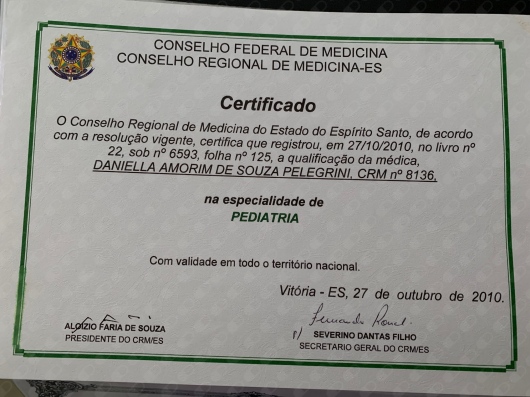 CONSELHO FEDERAL DE MEDICINA
CONSELHO REGIONAL DE MEDICINA-ES
Certificado
O Conselho Regional de Medicina do Estado do Espírito Santo, de acordo
com a resolução vigente, certifica que registrou, em 27/10/2010, no livro nº
22, sob nº 6593, folha nº 125, a qualificação da médica,
DANIELLA AMORIM DE SOUZA PELEGRINI, CRM nº 8136,
na especialidade de
PEDIATRIA
Com validade em todo o território nacional.
Vitória - ES, 27 de outubro de 2010.
ALOÍZIO FARIA DE SOUZA
PRESIDENTE DO CRM/ES
p/ SEVERINO DANTAS FILHO
SECRETARIO GERAL DO CRM/ES